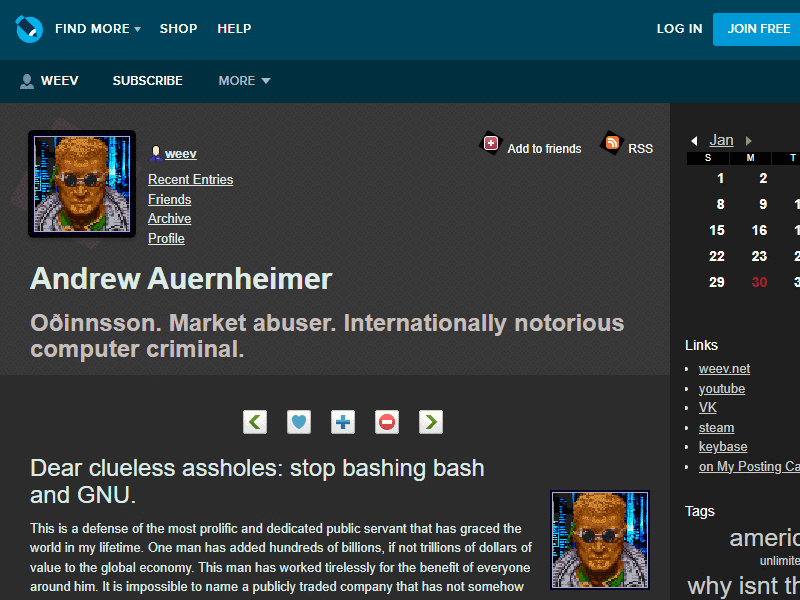 FIND MORE SHOP HELP LOG IN JOIN FREE
WEEV SUBSCRIBE MORE
weev
Recent Entries
Friends
Archive
Profile
Add to friends RSS
Andrew Auernheimer
Oðinnsson. Market abuser. Internationally notorious
computer criminal.
Dear clueless assholes: stop bashing bash
and GNU.
This is a defense of the most prolific and dedicated public servant that has graced the
world in my lifetime. One man has added hundreds of billions, if not trillions of dollars of
value to the global economy. This man has worked tirelessly for the benefit of everyone
around him. It is impossible to name a publicly traded company that has not somehow
Jan
S M T
1 2
8 9 1
15 16 1
22 23 2
29 30 3
Links
weev.net
youtube
VK
steam
keybase
on My Posting Ca
Tags
americ
unlimite
why isnt th